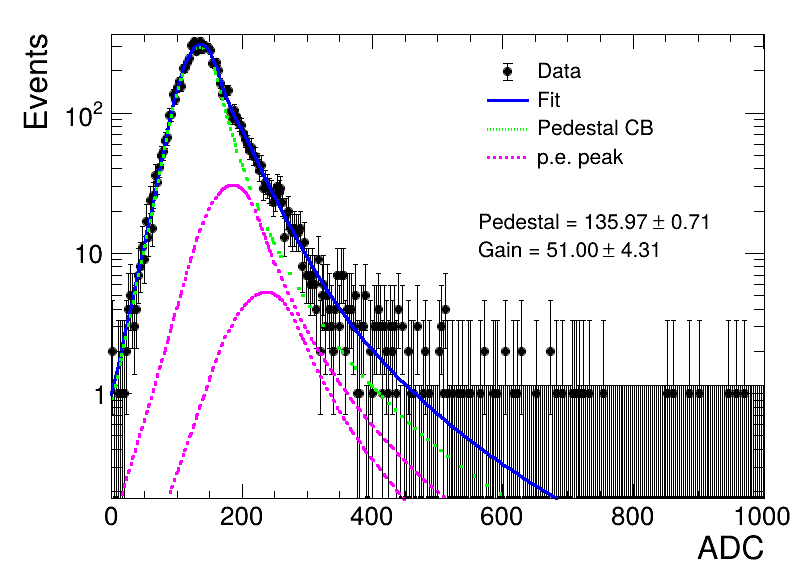 Events
10²
10
1
Data
Fit
Pedestal CB
p.e. peak
Pedestal = 135.97 ± 0.71
Gain = 51.00 ± 4.31
0 200 400 600 800 1000
ADC